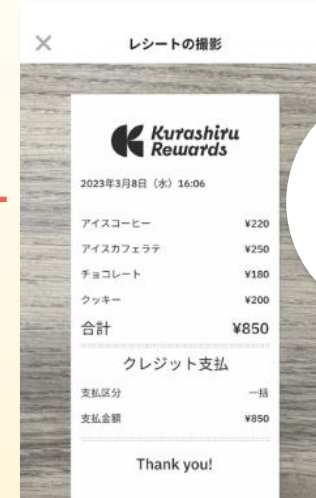 × レシートの撮影
Kurashiru
Rewards
2023年3月8日（水）16:06
アイスコーヒー ¥220
アイスカフェラテ ¥250
チョコレート ¥180
クッキー ¥200
合計 ¥850
クレジット支払
支払区分 一括
支払金額 ¥850
Thank you!